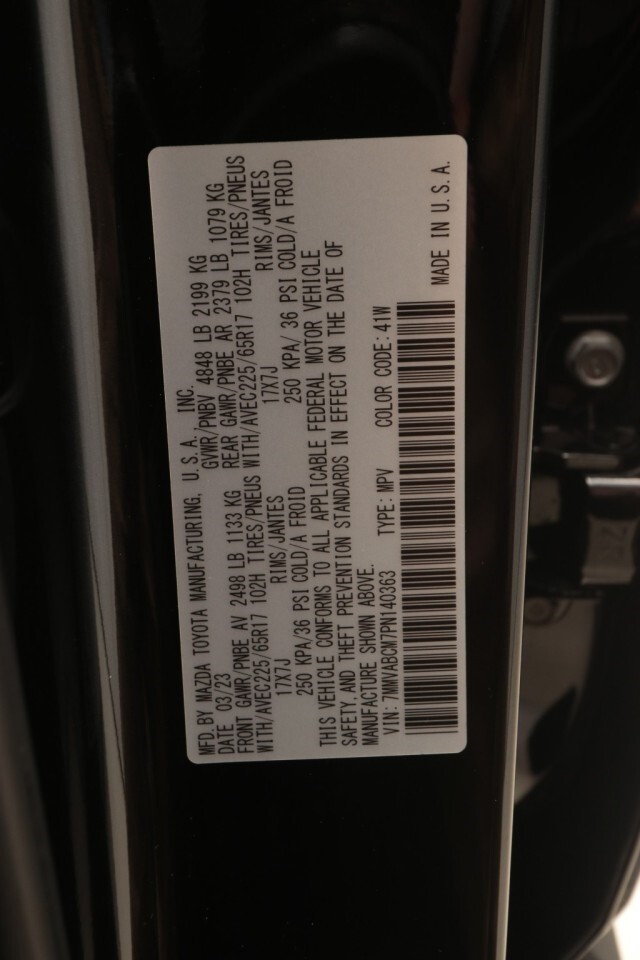 MFD. BY MAZDA TOYOTA MANUFACTURING, U.S.A. INC.
DATE 03/23 GVWR/PNBV 4848 LB 2199 KG
FRONT GAWR/PNBE AV 2498 LB 1133 KG REAR GAWR/PNBE AR 2379 LB 1079 KG
WITH/AVEC225/65R17 102H TIRES/PNEUS WITH/AVEC225/65R17 102H TIRES/PNEUS
17X7J RIMS/JANTES 17X7J RIMS/JANTES
250 KPA/36 PSI COLD/A FROID 250 KPA/ 36 PSI COLD/A FROID
THIS VEHICLE CONFORMS TO ALL APPLICABLE FEDERAL MOTOR VEHICLE
SAFETY, AND THEFT PREVENTION STANDARDS IN EFFECT ON THE DATE OF
MANUFACTURE SHOWN ABOVE.
VIN: 7MMVABCM7PN140363 TYPE: MPV COLOR CODE: 41W
MADE IN U.S.A.